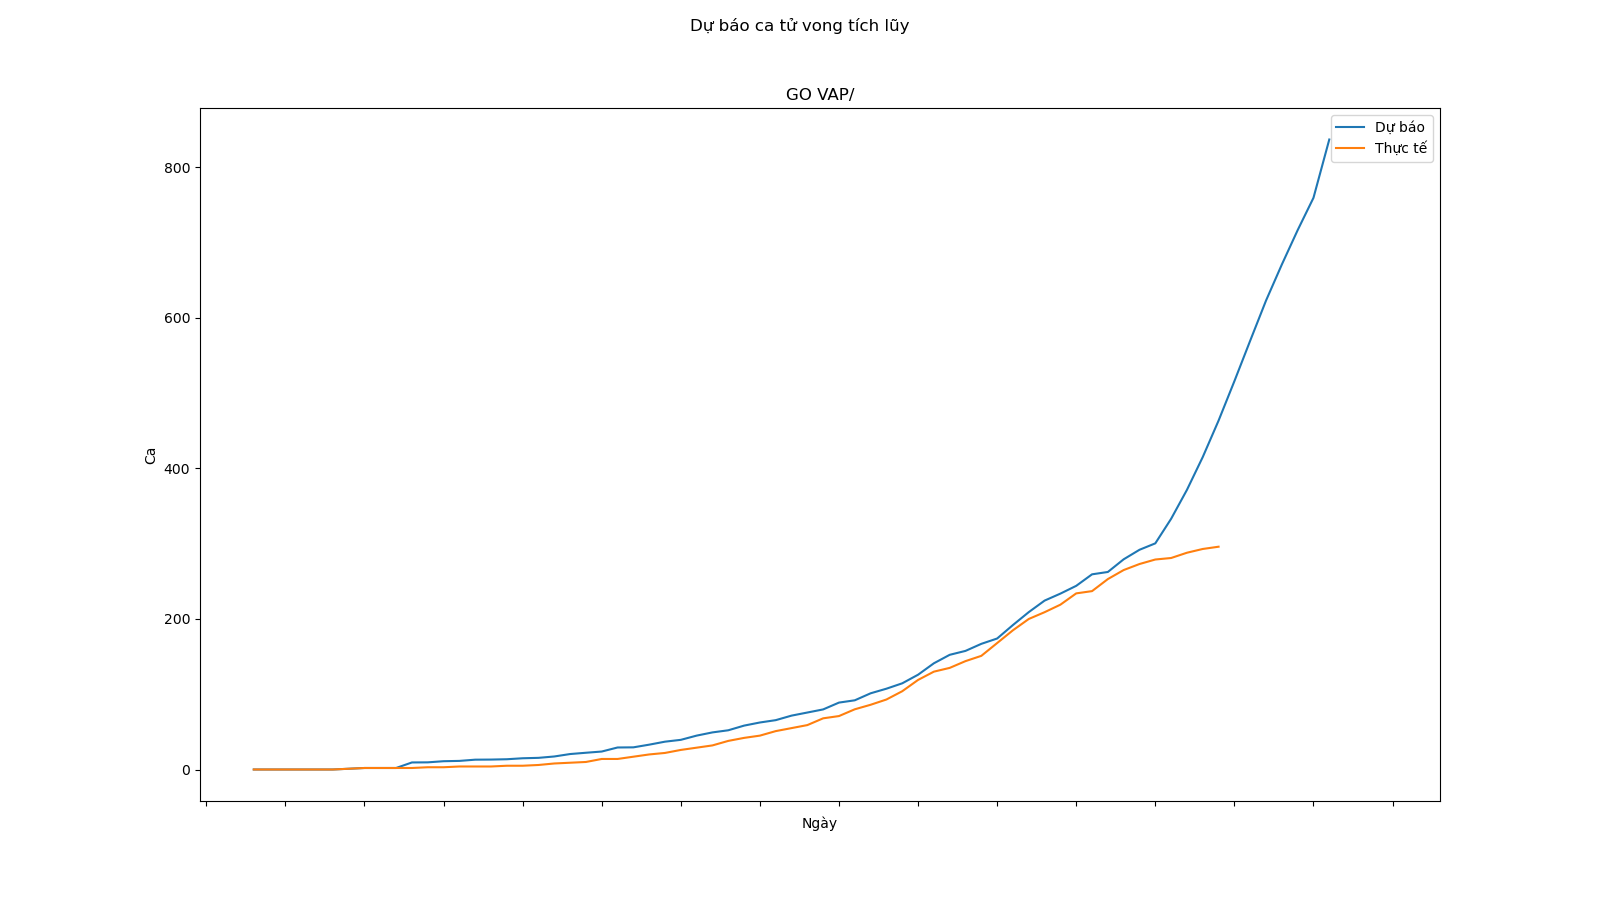 Dự báo ca tử vong tích lũy
GO VAP/
Dự báo
Thực tế
800
600
400
200
0
Ca
Ngày